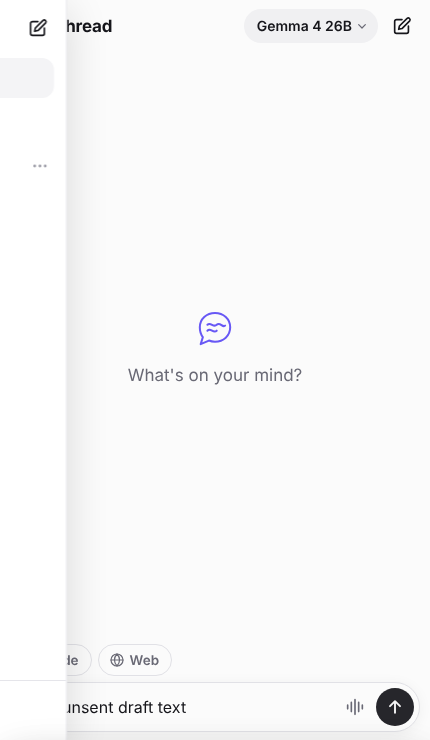 hread
Gemma 4 26B
What's on your mind?
de
Web
unsent draft text